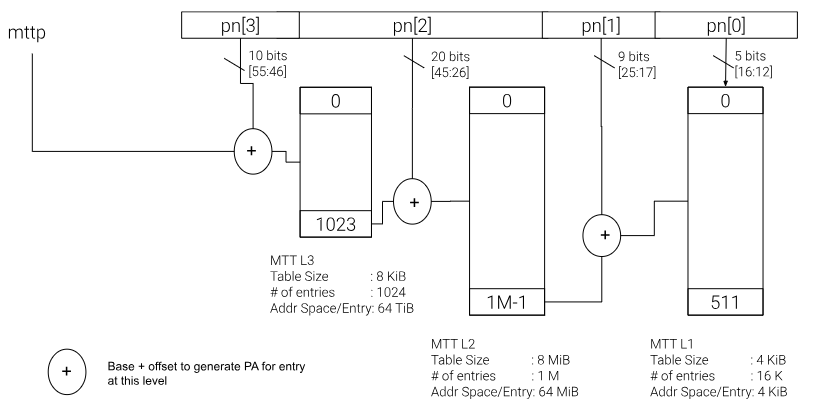 mttp
pn[3]
pn[2]
pn[1]
pn[0]
10 bits
[55:46]
20 bits
[45:26]
9 bits
[25:17]
5 bits
[16:12]
0
0
0
+
+
+
1023
1M-1
511
MTT L3
Table Size : 8 KiB
# of entries : 1024
Addr Space/Entry: 64 TiB
MTT L2
Table Size : 8 MiB
# of entries : 1 M
Addr Space/Entry: 64 MiB
MTT L1
Table Size : 4 KiB
# of entries : 16 K
Addr Space/Entry: 4 KiB
+
Base + offset to generate PA for entry
at this level